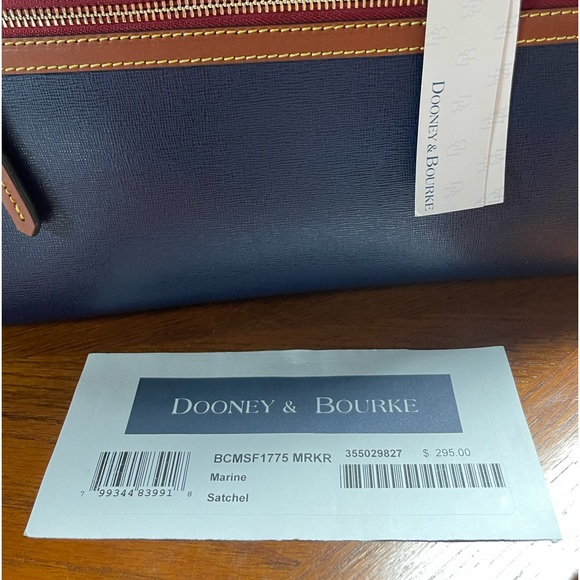 DOONEY & BOURKE
DOONEY & BOURKE
BCMSF1775 MRKR 355029827 $ 295.00
Marine
Satchel
7 99344 83991 8